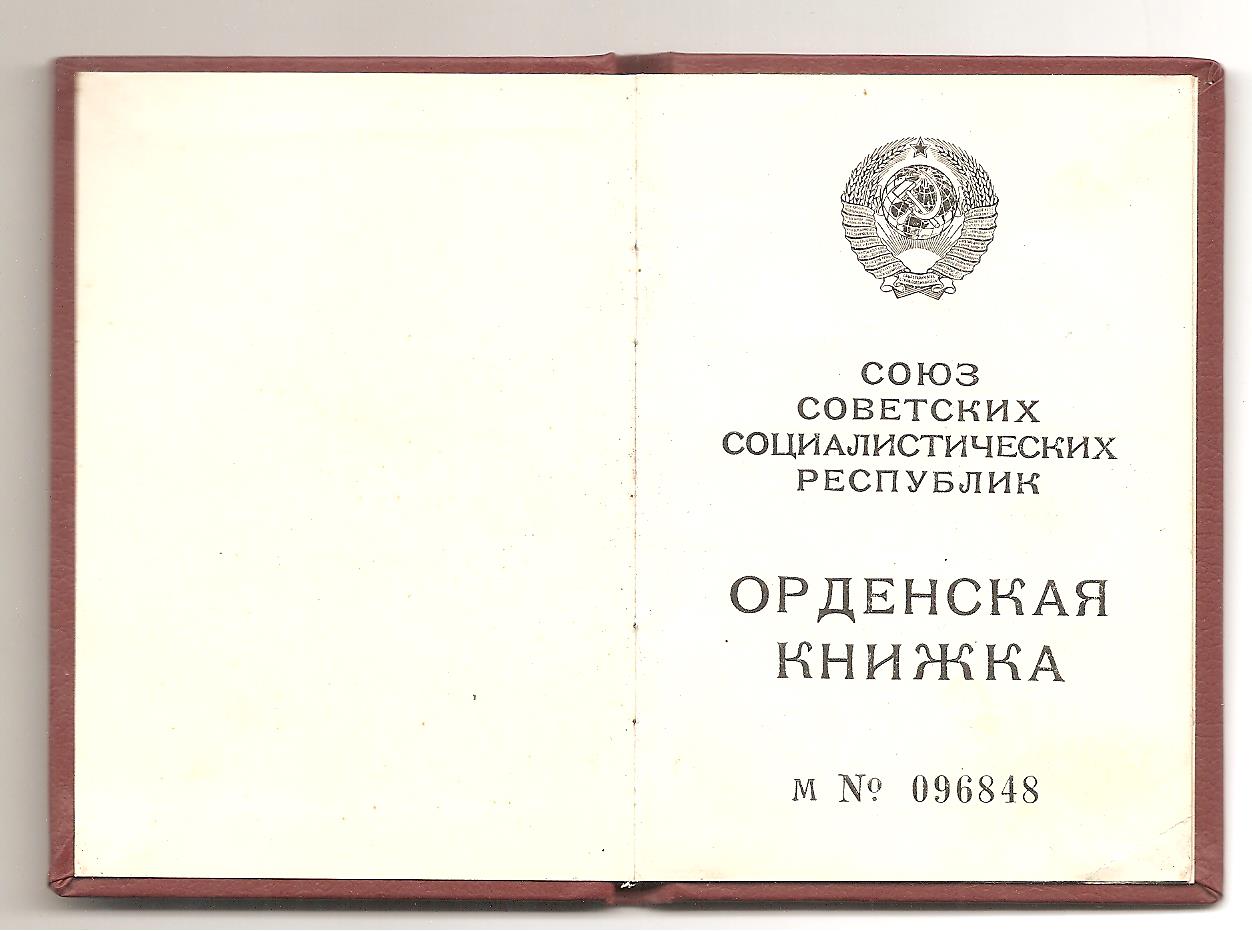 СОЮЗ
СОВЕТСКИХ
СОЦИАЛИСТИЧЕСКИХ
РЕСПУБЛИК
ОРДЕНСКАЯ
КНИЖКА
М № 096848